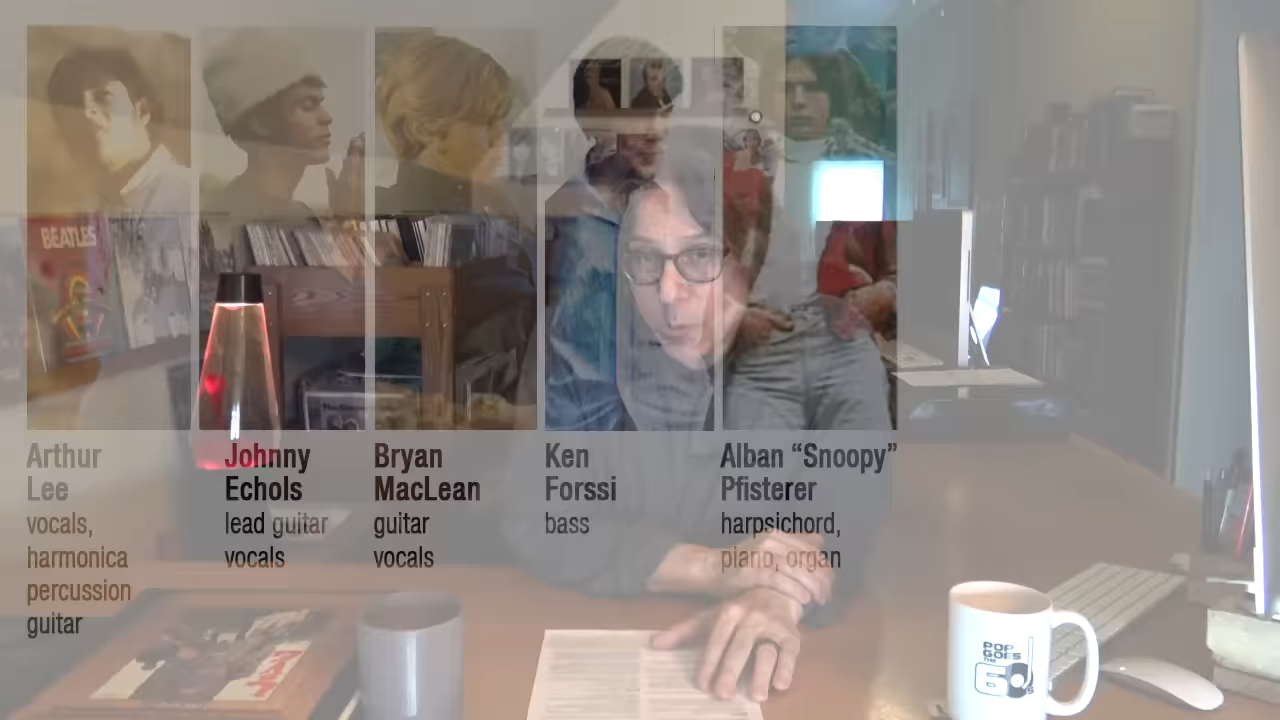 BEATLES
Arthur
Lee
vocals,
harmonica
percussion
guitar
Johnny
Echols
lead guitar
vocals
Bryan
MacLean
guitar
vocals
Ken
Forssi
bass
Alban “Snoopy”
Pfisterer
harpsichord,
piano, organ
POP
GOES
THE
60s